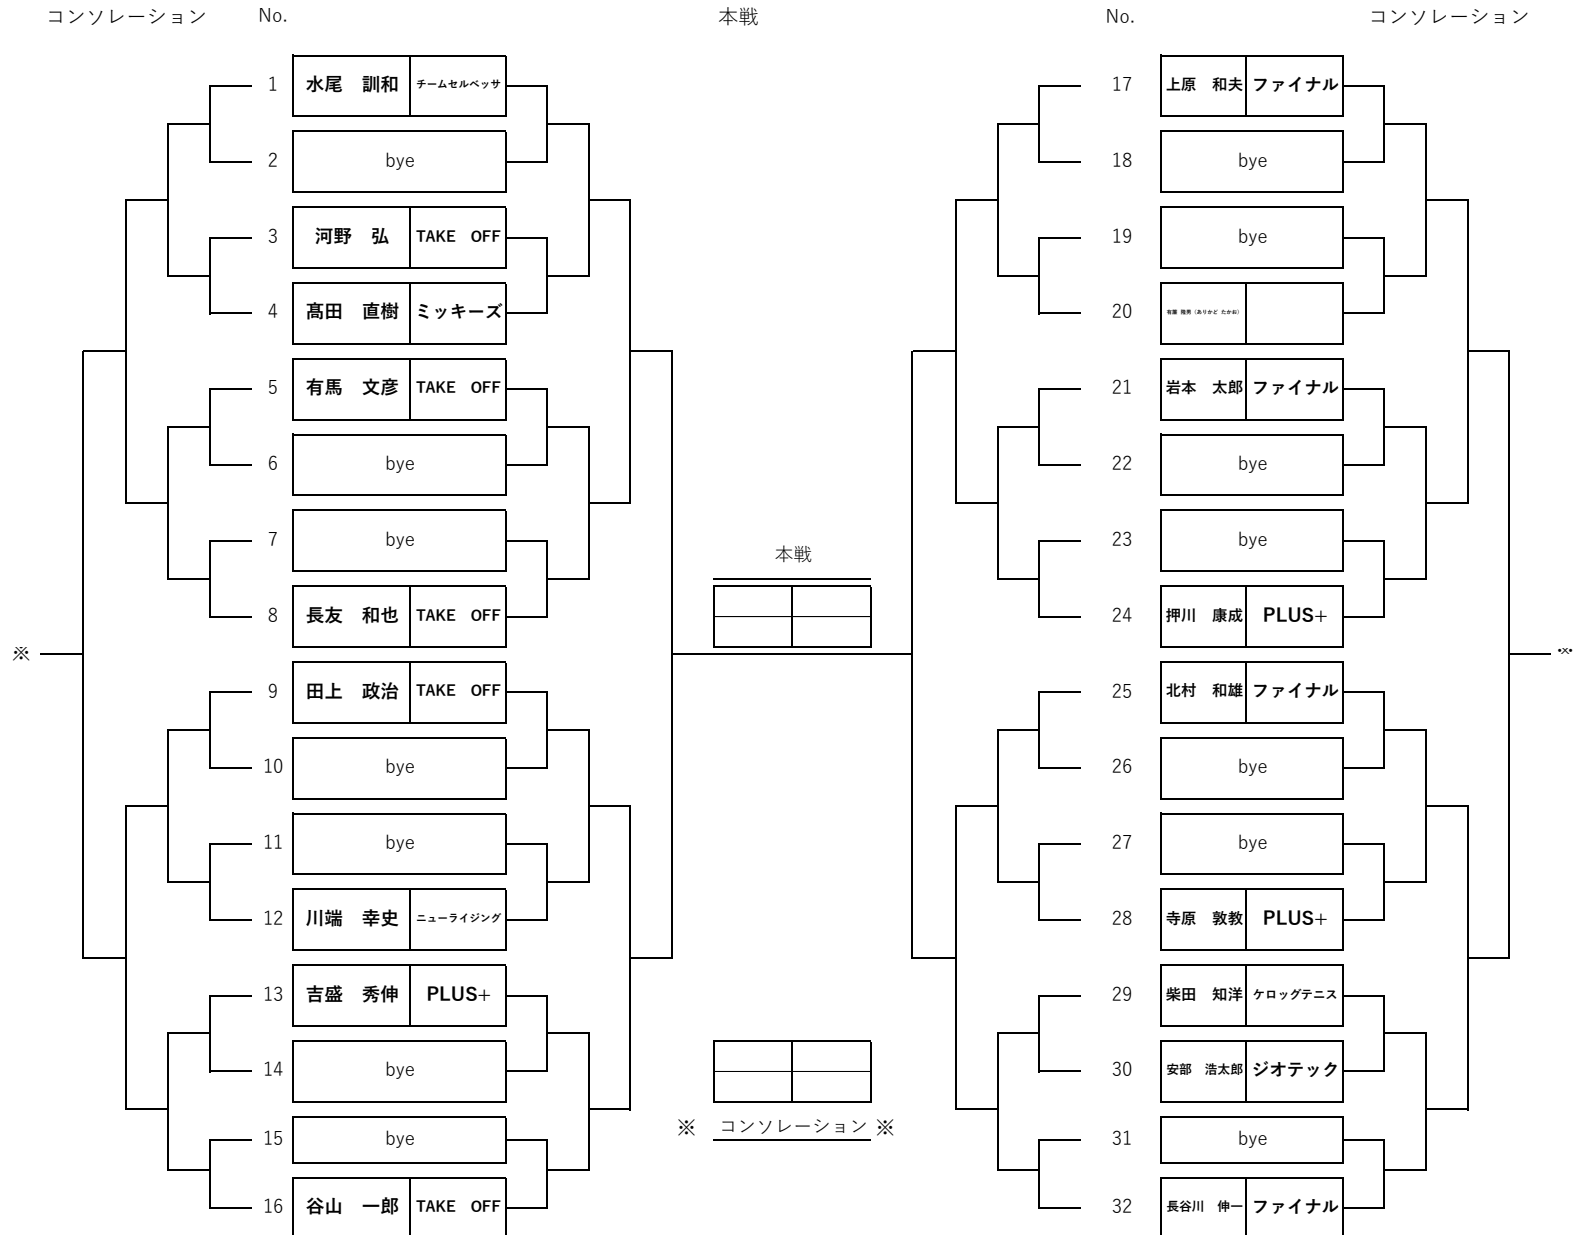 コンソレーション No. 本戦 No. コンソレーション
1 水尾　訓和 チームセルベッサ
2 bye
3 河野　弘 TAKE　OFF
4 髙田　直樹 ミッキーズ
5 有馬　文彦 TAKE　OFF
6 bye
7 bye
8 長友　和也 TAKE　OFF
9 田上　政治 TAKE　OFF
10 bye
11 bye
12 川端　幸史 ニューライジング
13 吉盛　秀伸 PLUS+
14 bye
15 bye
16 谷山　一郎 TAKE　OFF
※
本戦
※ コンソレーション ※
17 上原　和夫 ファイナル
18 bye
19 bye
20 (ありかど たかお)
21 岩本　太郎 ファイナル
22 bye
23 bye
24 押川　康成 PLUS+
25 北村　和雄 ファイナル
26 bye
27 bye
28 寺原　敦教 PLUS+
29 柴田　知洋 ケロッグテニス
30 安部　浩太郎 ジオテック
31 bye
32 長谷川　伸一 ファイナル
※